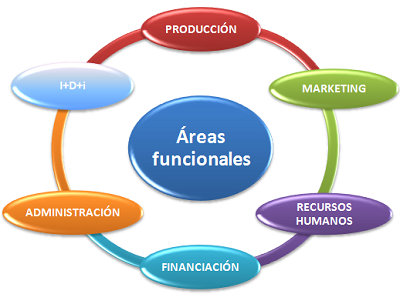 PRODUCCIÓN
I+D+i
MARKETING
Áreas
funcionales
ADMINISTRACIÓN
RECURSOS
HUMANOS
FINANCIACIÓN